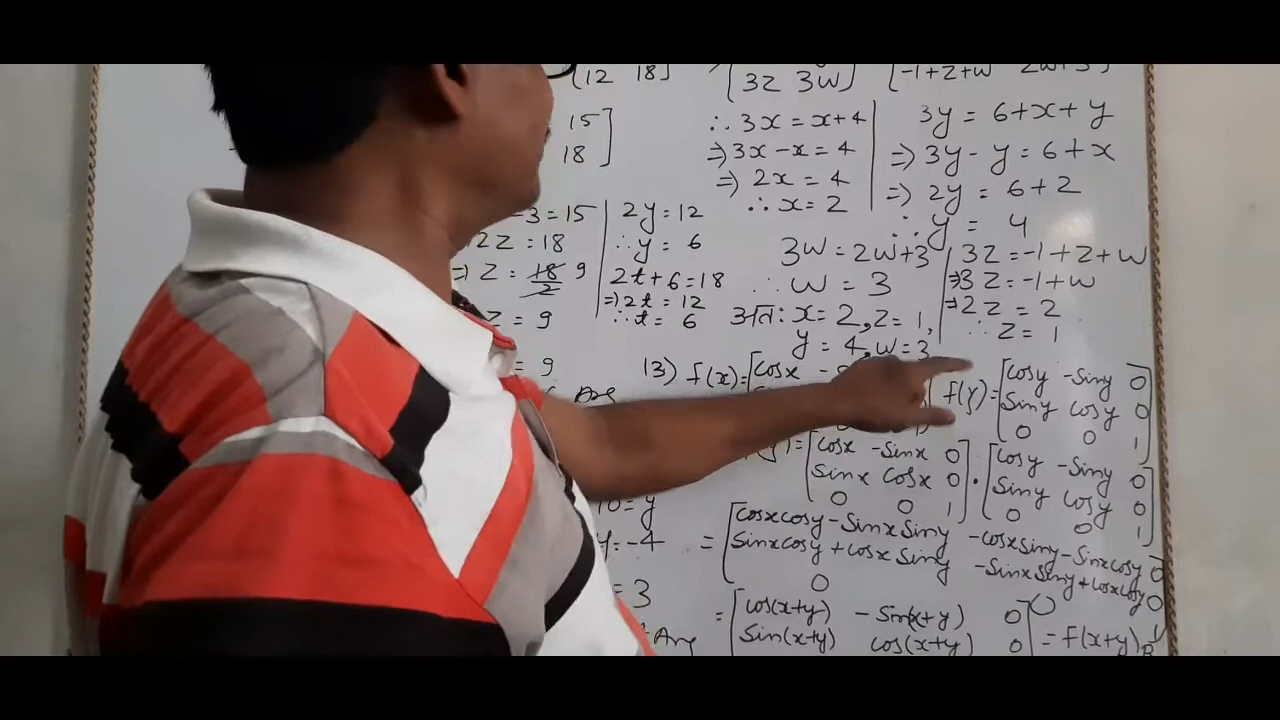 12 18]
[3Z 3W]
[-1+Z+W 2W+3]
15
18]
∴ 3x = x+4
⇒ 3x-x = 4
⇒ 2x = 4
∴ x = 2
3y = 6+x+y
⇒ 3y-y = 6+x
⇒ 2y = 6+2
∴ y = 4
-3 = 15
2Z = 18
⇒ Z = 18/2 9
Z = 9
= 9
Ans
2y = 12
∴ y = 6
2t+6 = 18
⇒ 2t = 12
∴ t = 6
3W = 2W+3
∴ W = 3
3Z = -1+Z+W
⇒ 3Z = -1+W
⇒ 2Z = 2
∴ Z = 1
अतः x = 2, Z = 1,
y = 4, W = 3
13) f(x) = [cosx
f(y) = [cosy -siny 0
Siny cosy 0
0 0 1]
[cosx -Sinx 0
Sinx cosx 0
0 0 1] . [cosy -Siny 0
Siny cosy 0
0 0 1]
10 = y
y = -4
= 3
Ans
= [cosxcosy-SinxSiny -cosxsiny-Sinxcosy 0
Sinxcosy+cosxSiny -SinxSiny+cosxcosy 0
0 0 1]
= [cos(x+y) -Sin(x+y) 0
Sin(x+y) cos(x+y) 0 = f(x+y)